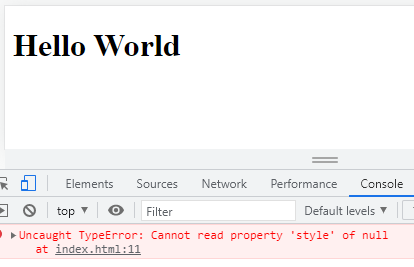 Hello World
Elements Sources Network Performance Console
top Filter Default levels
Uncaught TypeError: Cannot read property 'style' of null
at index.html:11